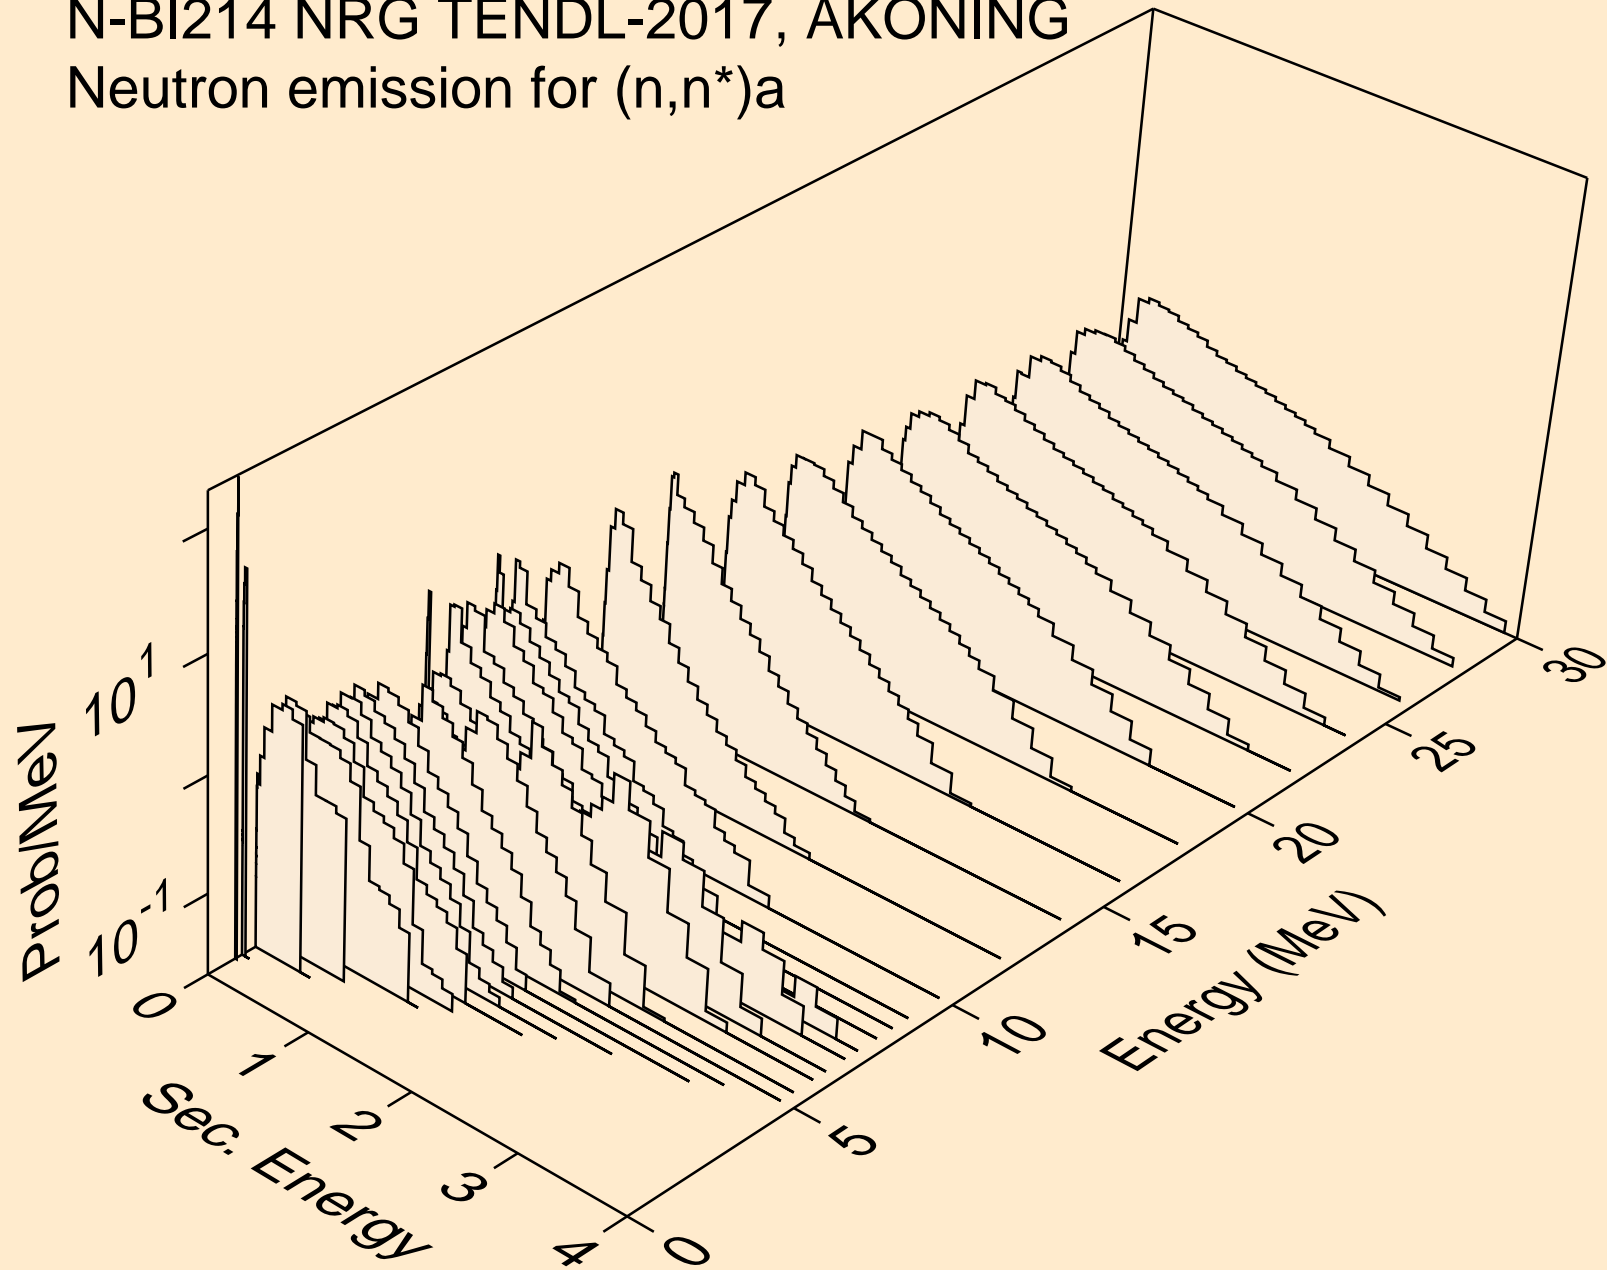 N-BI214 NRG TENDL-2017, AKONING
Neutron emission for (n,n*)a
Prob/MeV
10^1
10^-1
0
1
2
3
4
Sec. Energy
0
5
10
15
20
25
30
Energy (MeV)